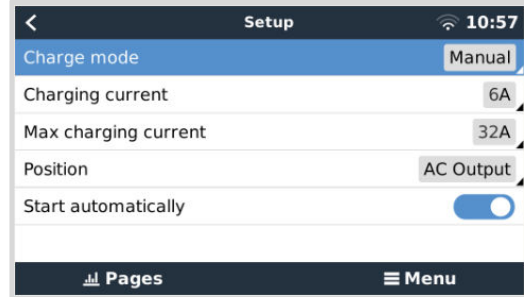 Setup 10:57
Charge mode Manual
Charging current 6A
Max charging current 32A
Position AC Output
Start automatically
Pages Menu